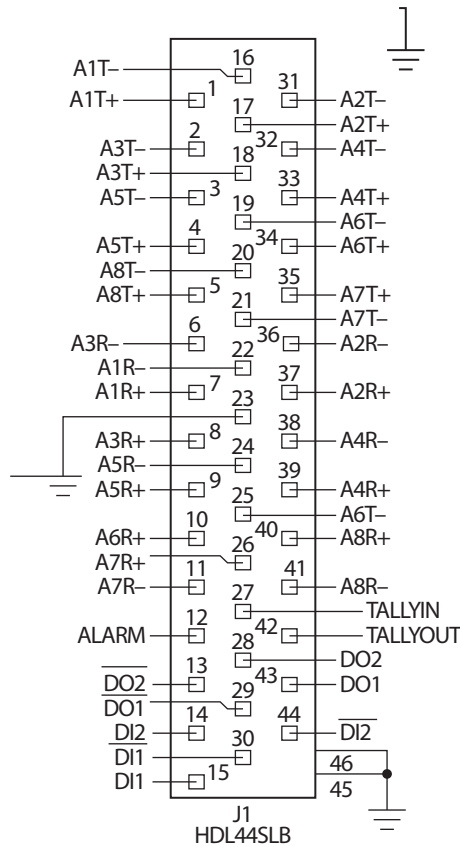 16
A1T–
31
A1T+ 1 A2T–
17
2 A2T+
A3T– 32 A4T–
18
A3T+ 33
A5T– 3 A4T+
19
4 A6T–
A5T+ 34 A6T+
20
A8T– 35
A8T+ 5 A7T+
21
6 A7T–
A3R– 36 A2R–
22
A1R– 37
A1R+ 7 A2R+
23
38
A3R+ 8 A4R–
24
A5R– 39
A5R+ 9 A4R+
25
10 A6T–
A6R+ 40 A8R+
A7R+ 26
11 41
A7R– A8R–
27
12 TALLYIN
ALARM 42 TALLYOUT
28
13 DO2
DO2 43 DO1
29
DO1
14 44
DI2 DI2
30
DI1 46
DI1 15 45
J1
HDL44SLB